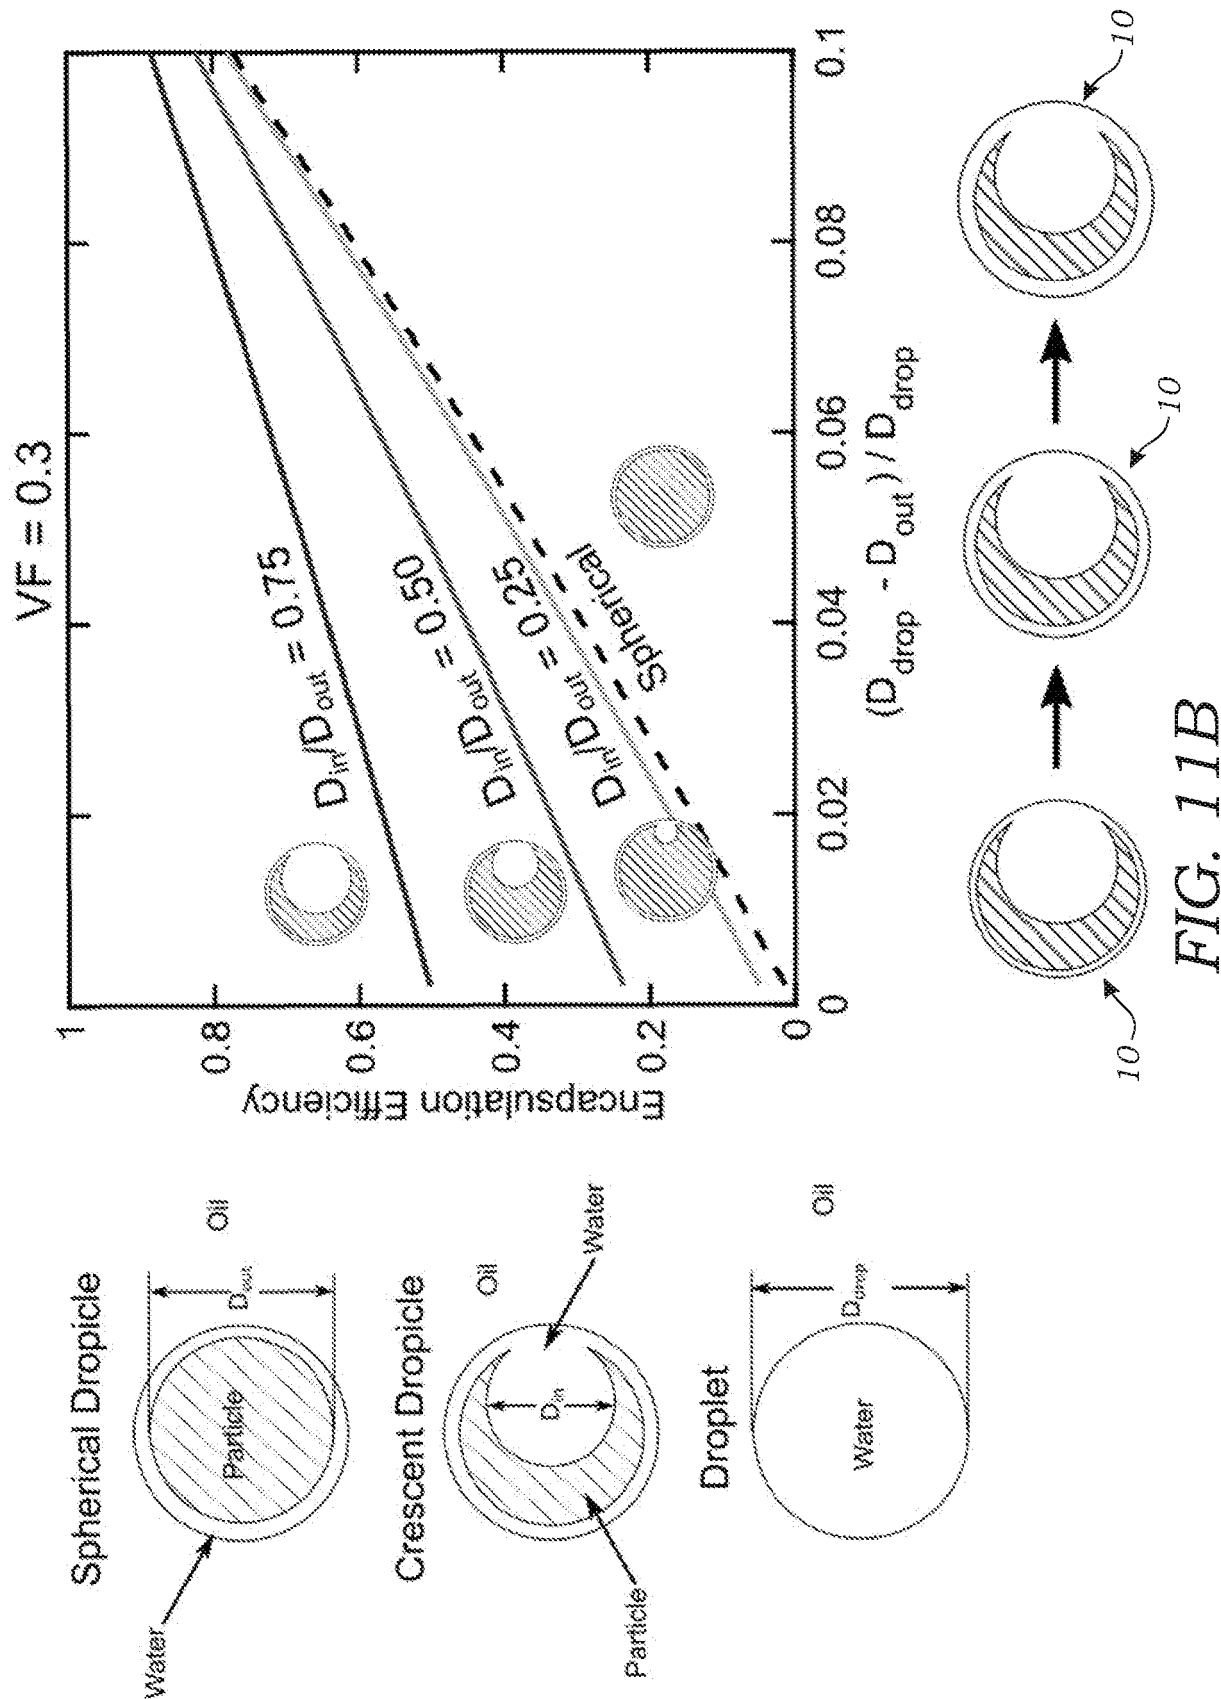 Spherical Dropicle
Water
Particle
D_out
Oil
Crescent Dropicle
Oil
D_in
Particle
Water
Droplet
Water
D_drop
Oil
VF = 0.3
Encapsulation Efficiency
1
0.8
0.6
0.4
0.2
0
D_in/D_out = 0.75
D_in/D_out = 0.50
D_in/D_out = 0.25
Spherical
0
0.02
0.04
0.06
0.08
0.1
(D_drop - D_out) / D_drop
10
10
10
FIG. 11B